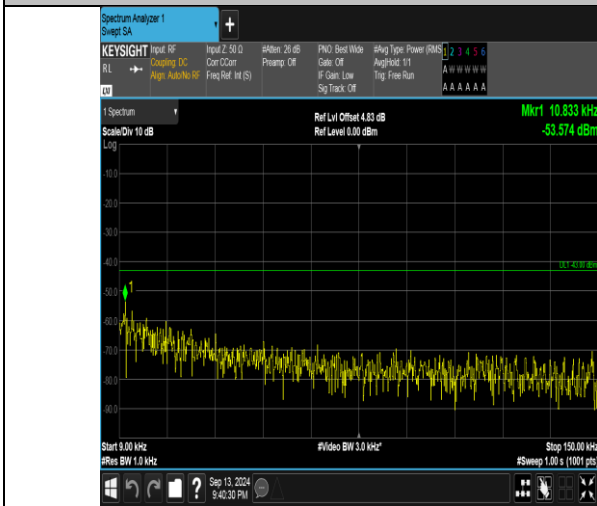 Spectrum Analyzer 1
Swept SA
KEYSIGHT
RL
Input: RF
Coupling: DC
Align: Auto/No RF
Input Z: 50 Ω
Corr CCorr
Freq Ref: Int (S)
#Atten: 26 dB
Preamp: Off
PNO: Best Wide
Gate: Off
IF Gain: Low
Sig Track: Off
#Avg Type: Power (RMS
Avg|Hold: 1/1
Trig: Free Run
1 2 3 4 5 6
A W W W W W
A A A A A A
1 Spectrum
Scale/Div 10 dB
Log
Ref Lvl Offset 4.83 dB
Ref Level 0.00 dBm
Mkr1 10.833 kHz
-53.574 dBm
-10.0
-20.0
-30.0
-40.0
DL1 -43.00 dBm
-50.0
1
-60.0
-70.0
-80.0
-90.0
Start 9.00 kHz
#Res BW 1.0 kHz
#Video BW 3.0 kHz*
Stop 150.00 kHz
#Sweep 1.00 s (1001 pts)
Sep 13, 2024
9:40:30 PM